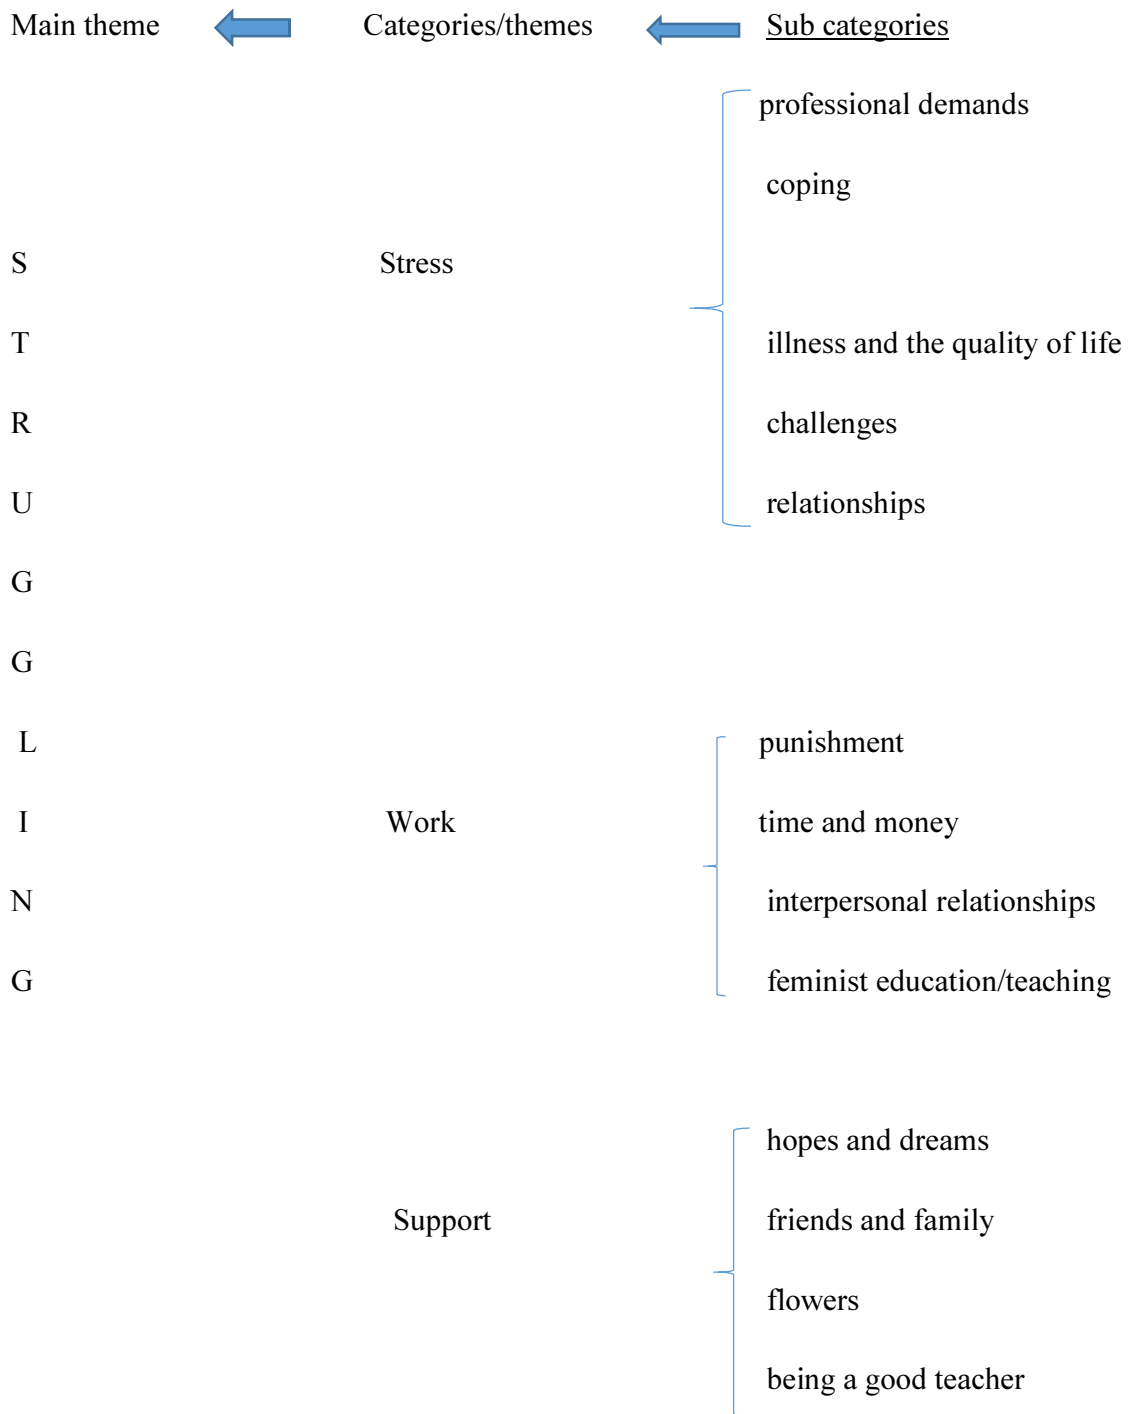 Main theme Categories/themes Sub categories
professional demands
coping
S Stress
T illness and the quality of life
R challenges
U relationships
G
G
L punishment
I Work time and money
N interpersonal relationships
G feminist education/teaching
hopes and dreams
Support friends and family
flowers
being a good teacher